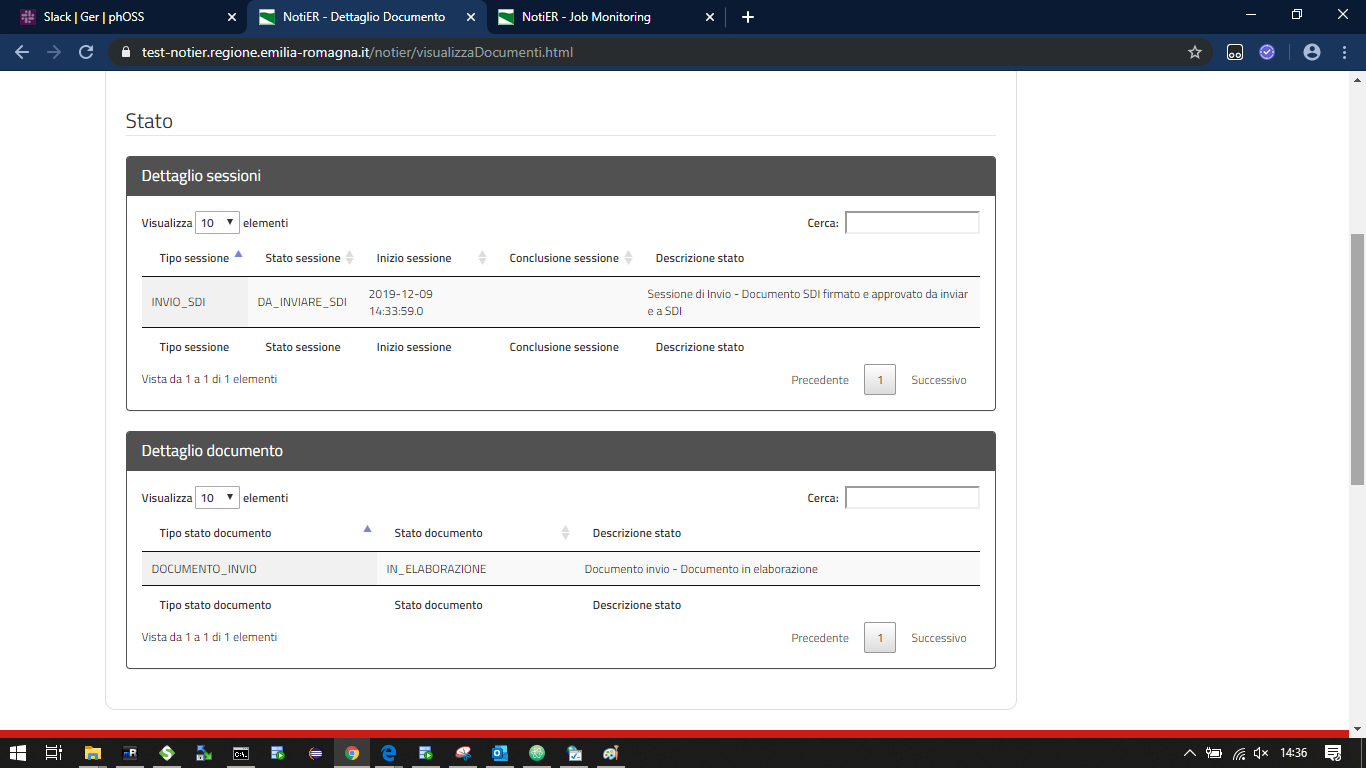 Slack | Ger | phOSS
NotiER - Dettaglio Documento
NotiER - Job Monitoring
test-notier.regione.emilia-romagna.it/notier/visualizzaDocumenti.html
Stato
Dettaglio sessioni
Visualizza 10 elementi
Cerca:
Tipo sessione Stato sessione Inizio sessione Conclusione sessione Descrizione stato
INVIO_SDI DA_INVIARE_SDI 2019-12-09 14:33:59.0 Sessione di Invio - Documento SDI firmato e approvato da inviar
e a SDI
Tipo sessione Stato sessione Inizio sessione Conclusione sessione Descrizione stato
Vista da 1 a 1 di 1 elementi
Precedente 1 Successivo
Dettaglio documento
Visualizza 10 elementi
Cerca:
Tipo stato documento Stato documento Descrizione stato
DOCUMENTO_INVIO IN_ELABORAZIONE Documento invio - Documento in elaborazione
Tipo stato documento Stato documento Descrizione stato
Vista da 1 a 1 di 1 elementi
Precedente 1 Successivo
14:36